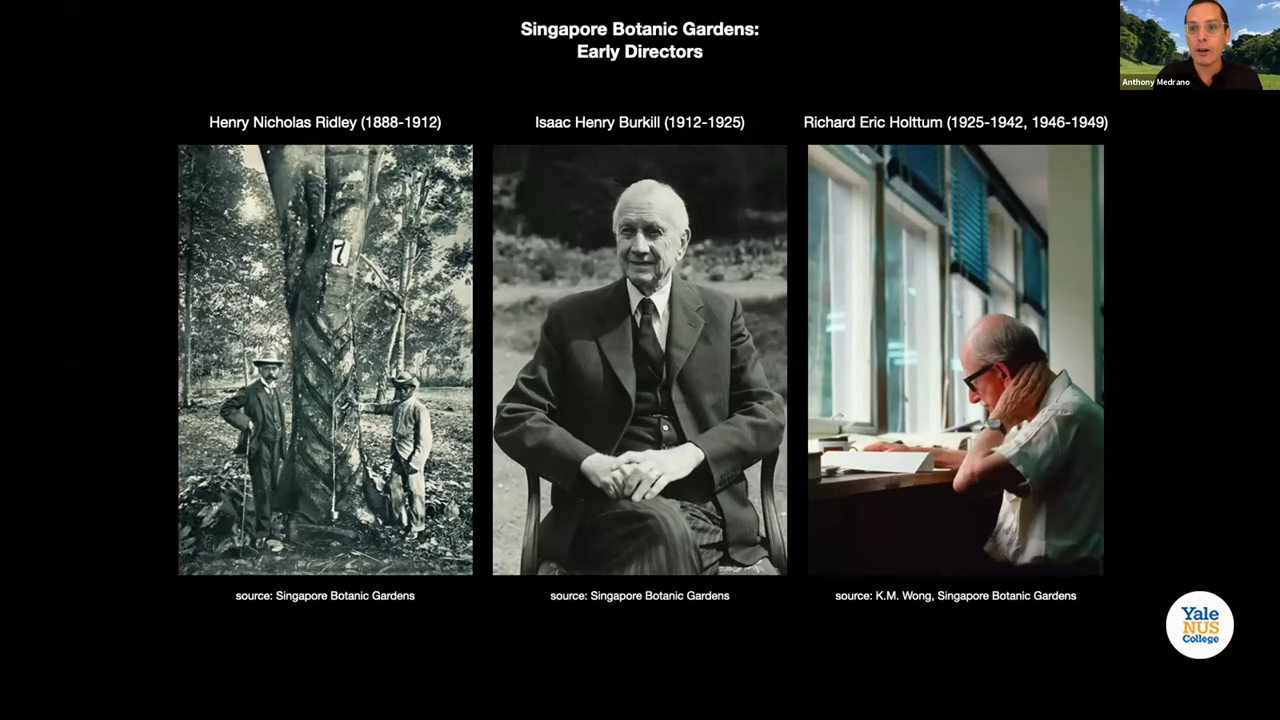 Singapore Botanic Gardens:
Early Directors
Anthony Medrano
Henry Nicholas Ridley (1888-1912)
Isaac Henry Burkill (1912-1925)
Richard Eric Holttum (1925-1942, 1946-1949)
7
source: Singapore Botanic Gardens
source: Singapore Botanic Gardens
source: K.M. Wong, Singapore Botanic Gardens
Yale
NUS
College